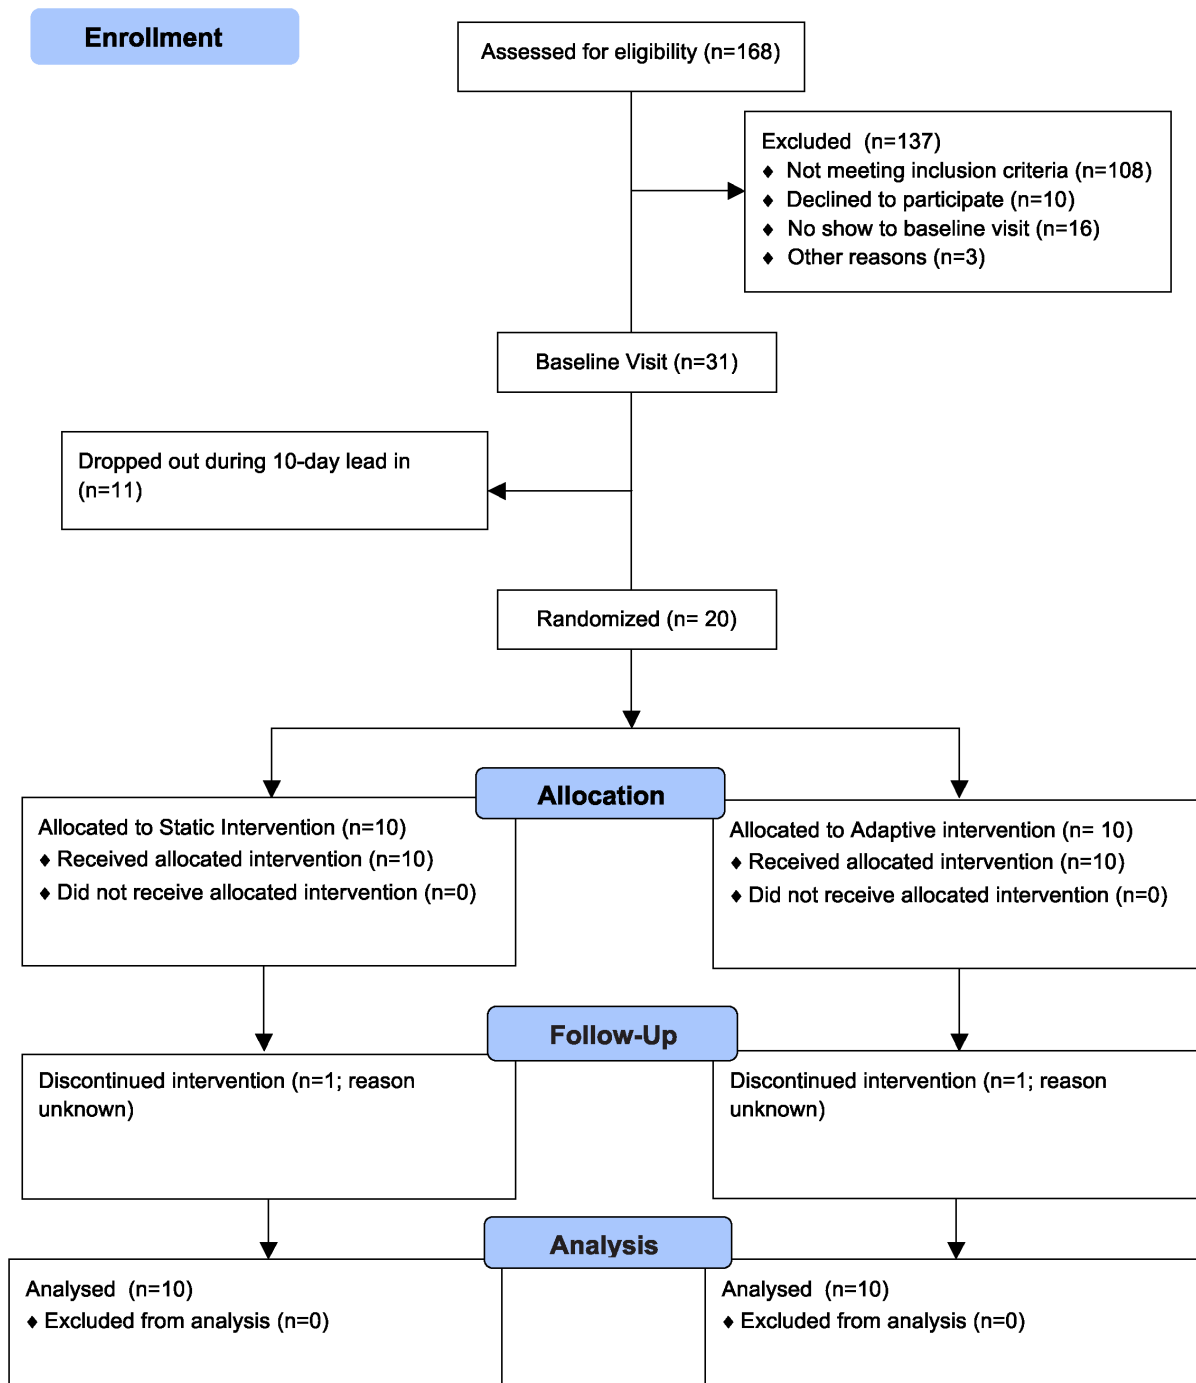 Enrollment
Assessed for eligibility (n=168)
Excluded (n=137)
♦ Not meeting inclusion criteria (n=108)
♦ Declined to participate (n=10)
♦ No show to baseline visit (n=16)
♦ Other reasons (n=3)
Baseline Visit (n=31)
Dropped out during 10-day lead in
(n=11)
Randomized (n= 20)
Allocation
Allocated to Static Intervention (n=10)
♦ Received allocated intervention (n=10)
♦ Did not receive allocated intervention (n=0)
Allocated to Adaptive intervention (n= 10)
♦ Received allocated intervention (n=10)
♦ Did not receive allocated intervention (n=0)
Follow-Up
Discontinued intervention (n=1; reason
unknown)
Discontinued intervention (n=1; reason
unknown)
Analysis
Analysed (n=10)
♦ Excluded from analysis (n=0)
Analysed (n=10)
♦ Excluded from analysis (n=0)